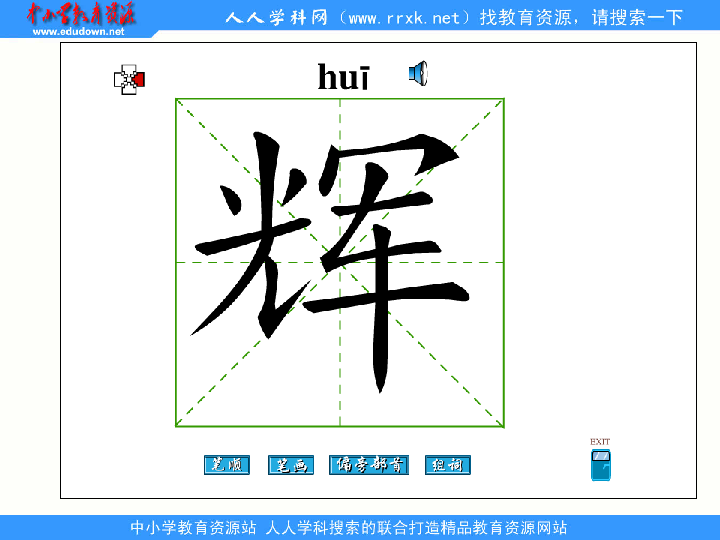 中小学教育资源
www.edudown.net
人人学科网（www.rrxk.net）找教育资源，请搜索一下
huī
辉
笔顺 笔画 偏旁部首 组词
EXIT
中小学教育资源站 人人学科搜索的联合打造精品教育资源网站